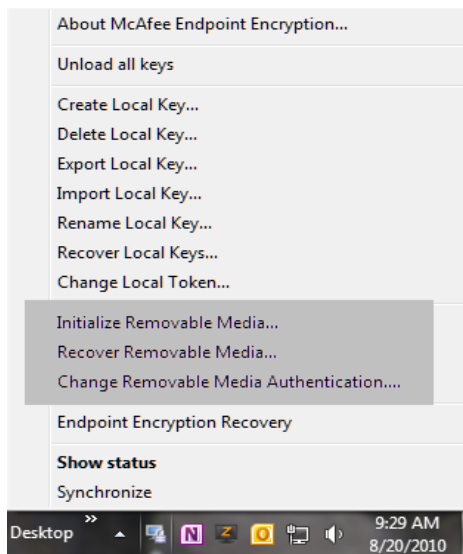 About McAfee Endpoint Encryption...
Unload all keys
Create Local Key...
Delete Local Key...
Export Local Key...
Import Local Key...
Rename Local Key...
Recover Local Keys...
Change Local Token...
Initialize Removable Media...
Recover Removable Media...
Change Removable Media Authentication....
Endpoint Encryption Recovery
Show status
Synchronize
Desktop » N O 9:29 AM
8/20/2010